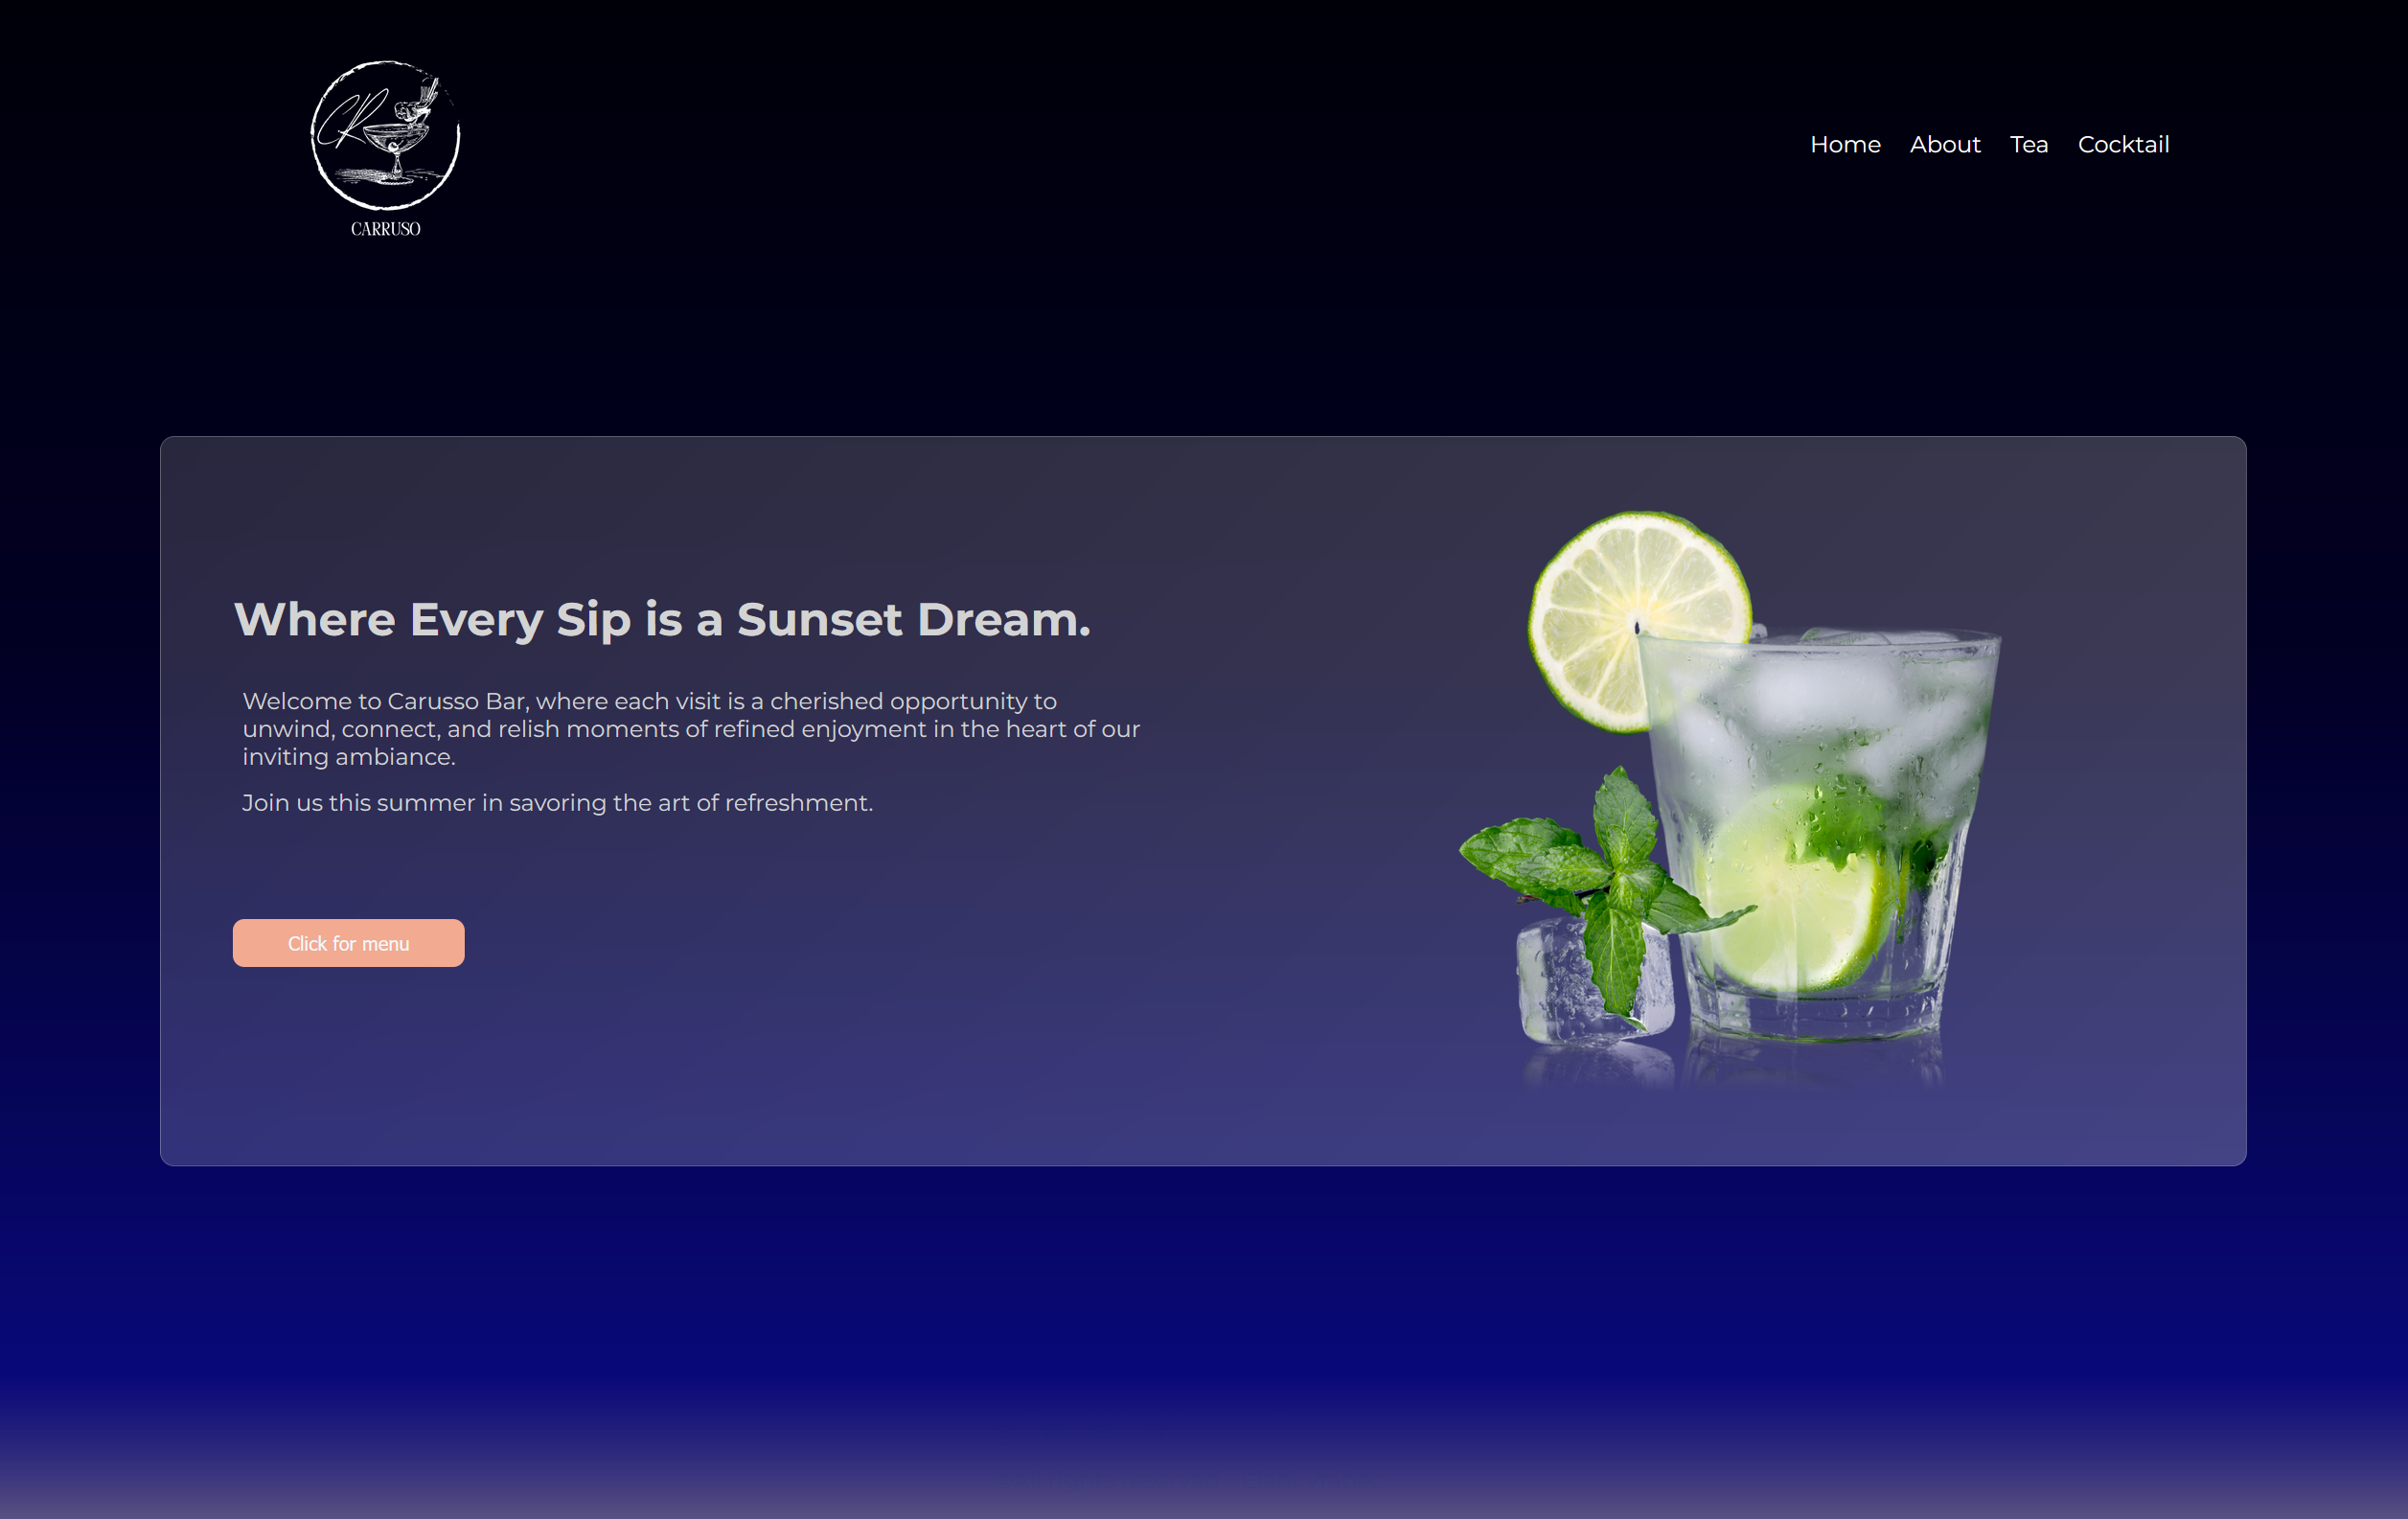 CR
CARRUSO
Home About Tea Cocktail
Where Every Sip is a Sunset Dream.
Welcome to Carusso Bar, where each visit is a cherished opportunity to
unwind, connect, and relish moments of refined enjoyment in the heart of our
inviting ambiance.
Join us this summer in savoring the art of refreshment.
Click for menu